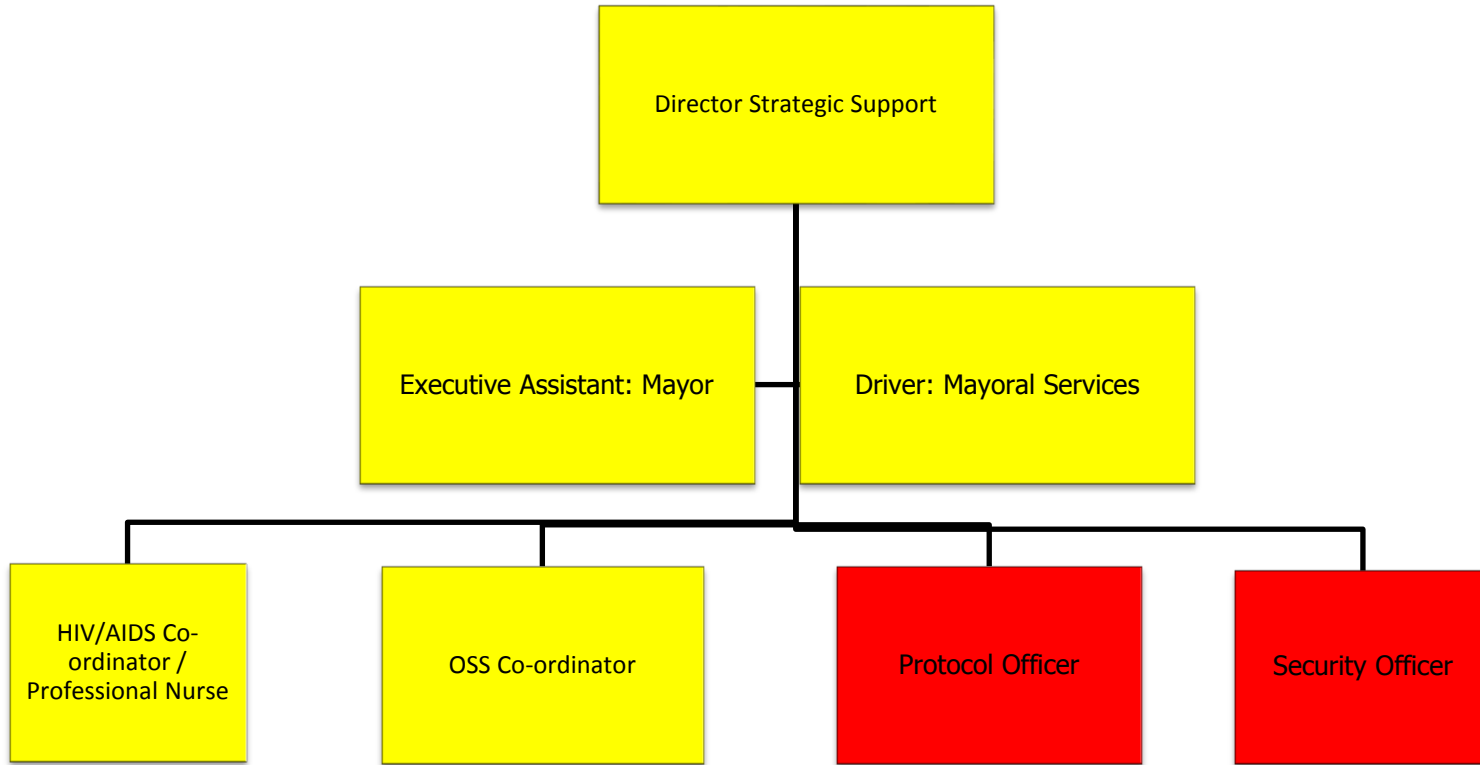 Director Strategic Support
Executive Assistant: Mayor
Driver: Mayoral Services
HIV/AIDS Co-
ordinator /
Professional Nurse
OSS Co-ordinator
Protocol Officer
Security Officer